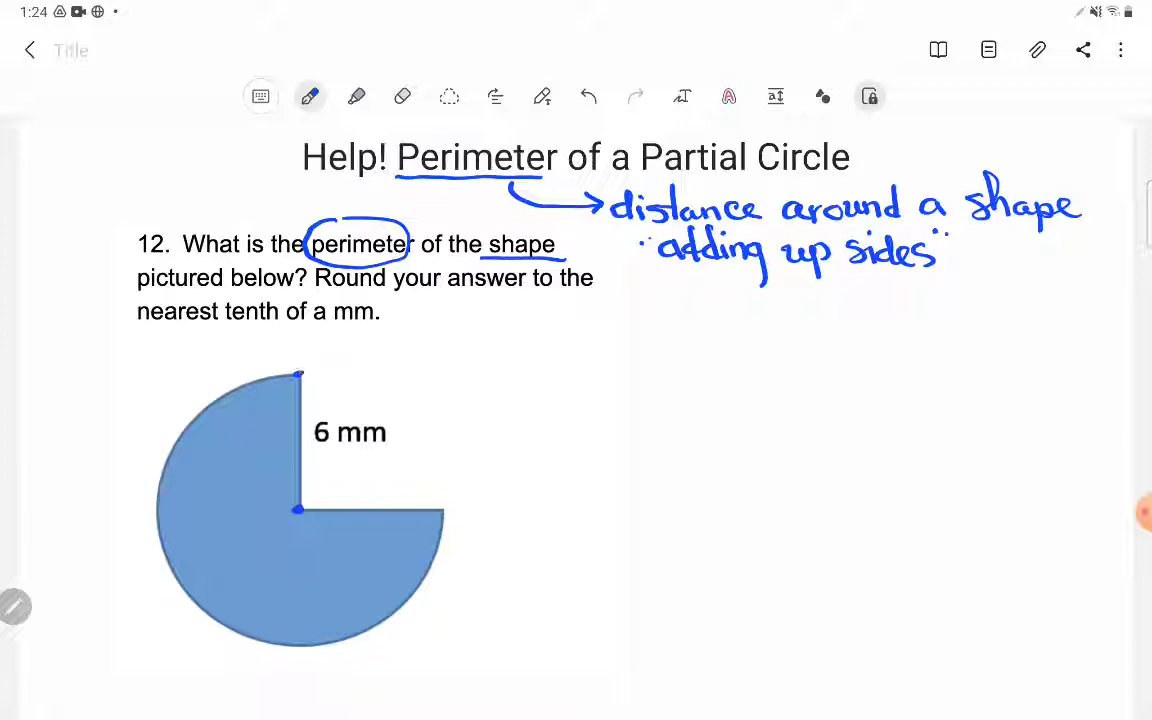 1:24
Title
Help! Perimeter of a Partial Circle
distance around a shape
12. What is the perimeter of the shape
"adding up sides"
pictured below? Round your answer to the
nearest tenth of a mm.
6 mm